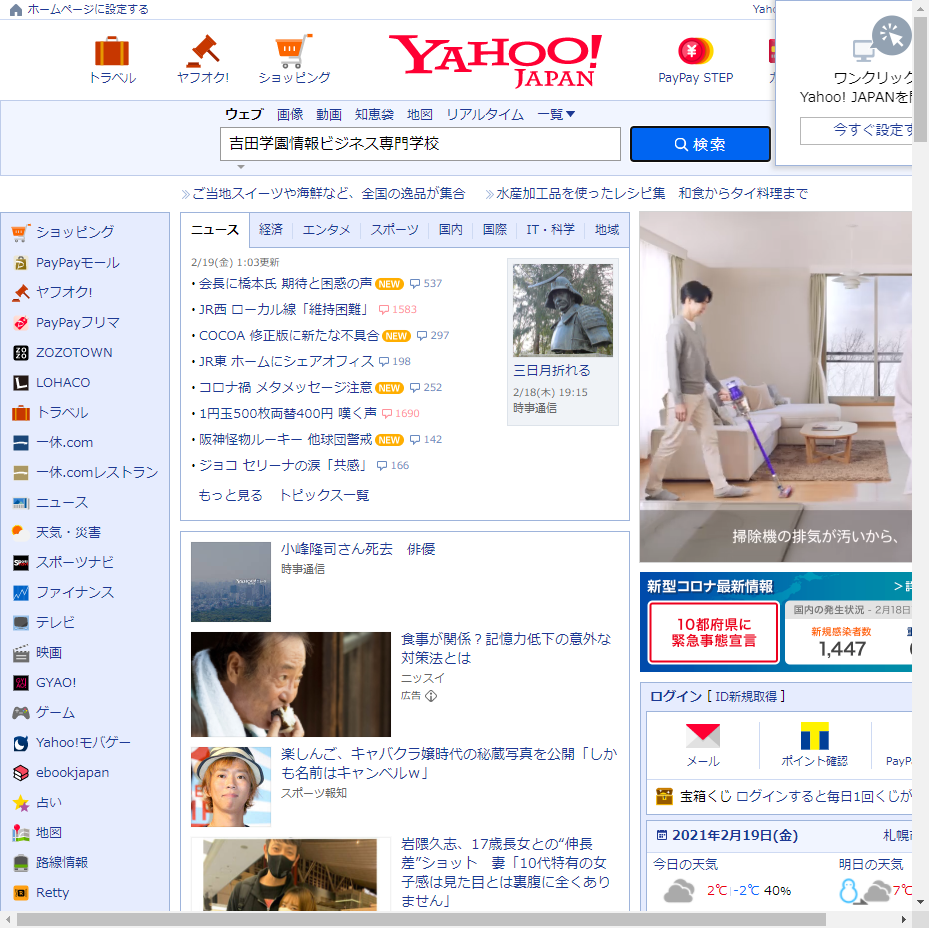 ホームページに設定する
Yaho
トラベル
ヤフオク!
ショッピング
YAHOO!
JAPAN
PayPay STEP
ワンクリック
Yahoo! JAPANを
今すぐ設定す
ウェブ 画像 動画 知恵袋 地図 リアルタイム 一覧▼
吉田学園情報ビジネス専門学校
検索
ご当地スイーツや海鮮など、全国の逸品が集合
水産加工品を使ったレシピ集 和食からタイ料理まで
ショッピング
PayPayモール
ヤフオク!
PayPayフリマ
ZOZOTOWN
LOHACO
トラベル
一休.com
一休.comレストラン
ニュース
天気・災害
スポーツナビ
ファイナンス
テレビ
映画
GYAO!
ゲーム
Yahoo!モバゲー
ebookjapan
占い
地図
路線情報
Retty
ニュース 経済 エンタメ スポーツ 国内 国際 IT・科学 地域
2/19(金) 1:03更新
・会長に橋本氏 期待と困惑の声 NEW 537
・JR西 ローカル線「維持困難」 1583
・COCOA 修正版に新たな不具合 NEW 297
・JR東 ホームにシェアオフィス 198
・コロナ禍 メタメッセージ注意 NEW 252
・1円玉500枚両替400円 嘆く声 1690
・阪神怪物ルーキー 他球団警戒 NEW 142
・ジョコ セリーナの涙「共感」 166
もっと見る トピックス一覧
三日月折れる
2/18(木) 19:15
時事通信
小峰隆司さん死去 俳優
時事通信
食事が関係？記憶力低下の意外な
対策法とは
ニッスイ
広告
楽しんご、キャバクラ嬢時代の秘蔵写真を公開「しか
も名前はキャンベルｗ」
スポーツ報知
岩隈久志、17歳長女との“伸長
差”ショット 妻「10代特有の女
子感は見た目とは裏腹に全くあり
ません」
掃除機の排気が汚いから、
新型コロナ最新情報
> 詳
10都府県に
緊急事態宣言
国内の発生状況 - 2月18日
新規感染者数
1,447
ログイン [ ID新規取得 ]
メール
ポイント確認
PayP
宝箱くじ ログインすると毎日1回くじが
2021年2月19日(金)
札幌市
今日の天気
明日の天気
2℃ -2℃ 40%
7℃